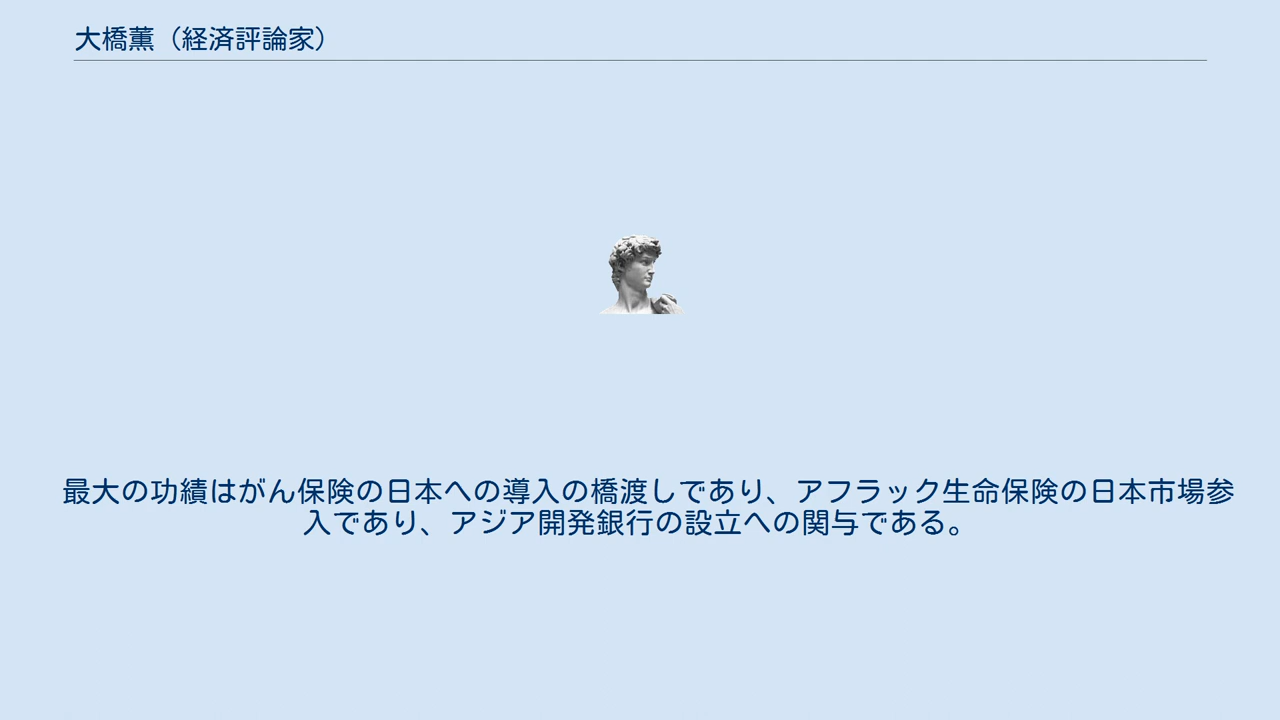 大橋薫（経済評論家）
最大の功績はがん保険の日本への導入の橋渡しであり、アフラック生命保険の日本市場参
入であり、アジア開発銀行の設立への関与である。